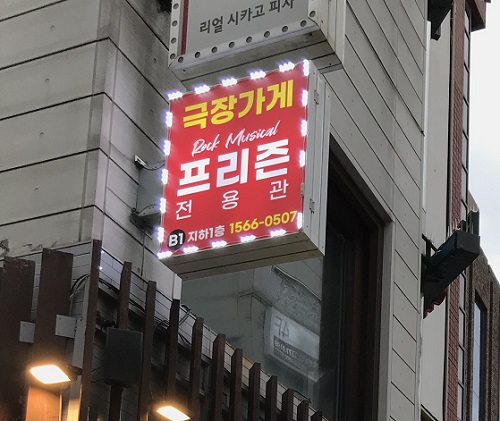 리얼 시카고 피자
극장가게
Rock Musical
프리즌
전용관
B1 지하1층 1566-0507